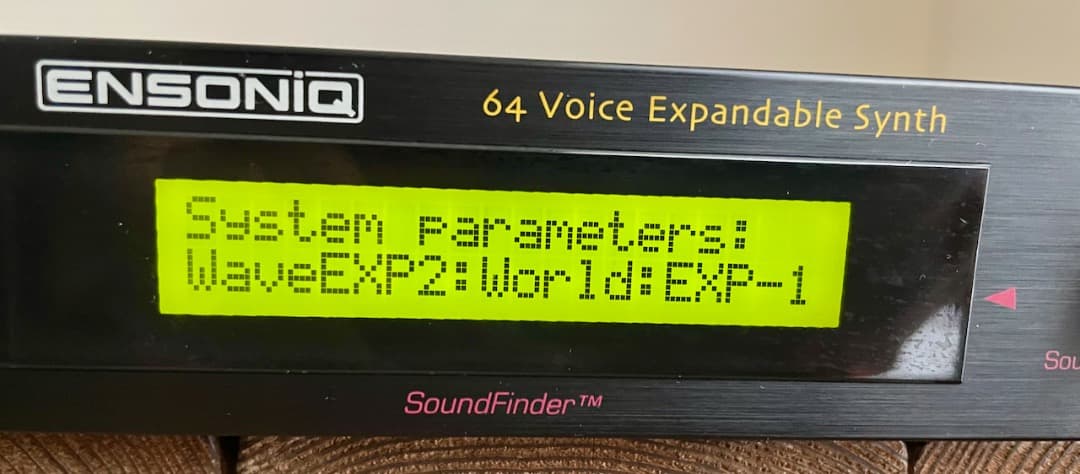 ENSONIQ
64 Voice Expandable Synth
System parameters:
WaveEXP2:World:EXP-1
SoundFinder™